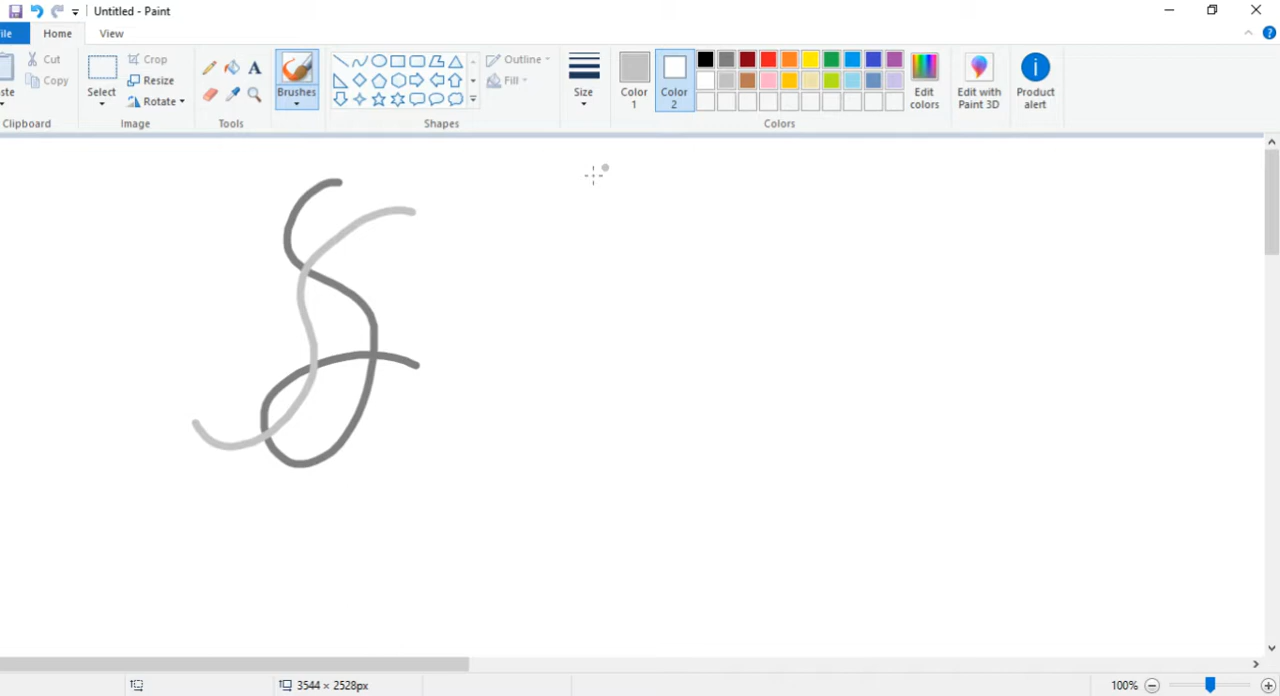 Untitled - Paint
ile Home View
Cut
Crop
ste Copy Select Resize Brushes Outline Size Color 1 Color 2 Edit colors Edit with Paint 3D Product alert
Rotate Fill
Clipboard Image Tools Shapes Colors
3544 × 2528px 100%